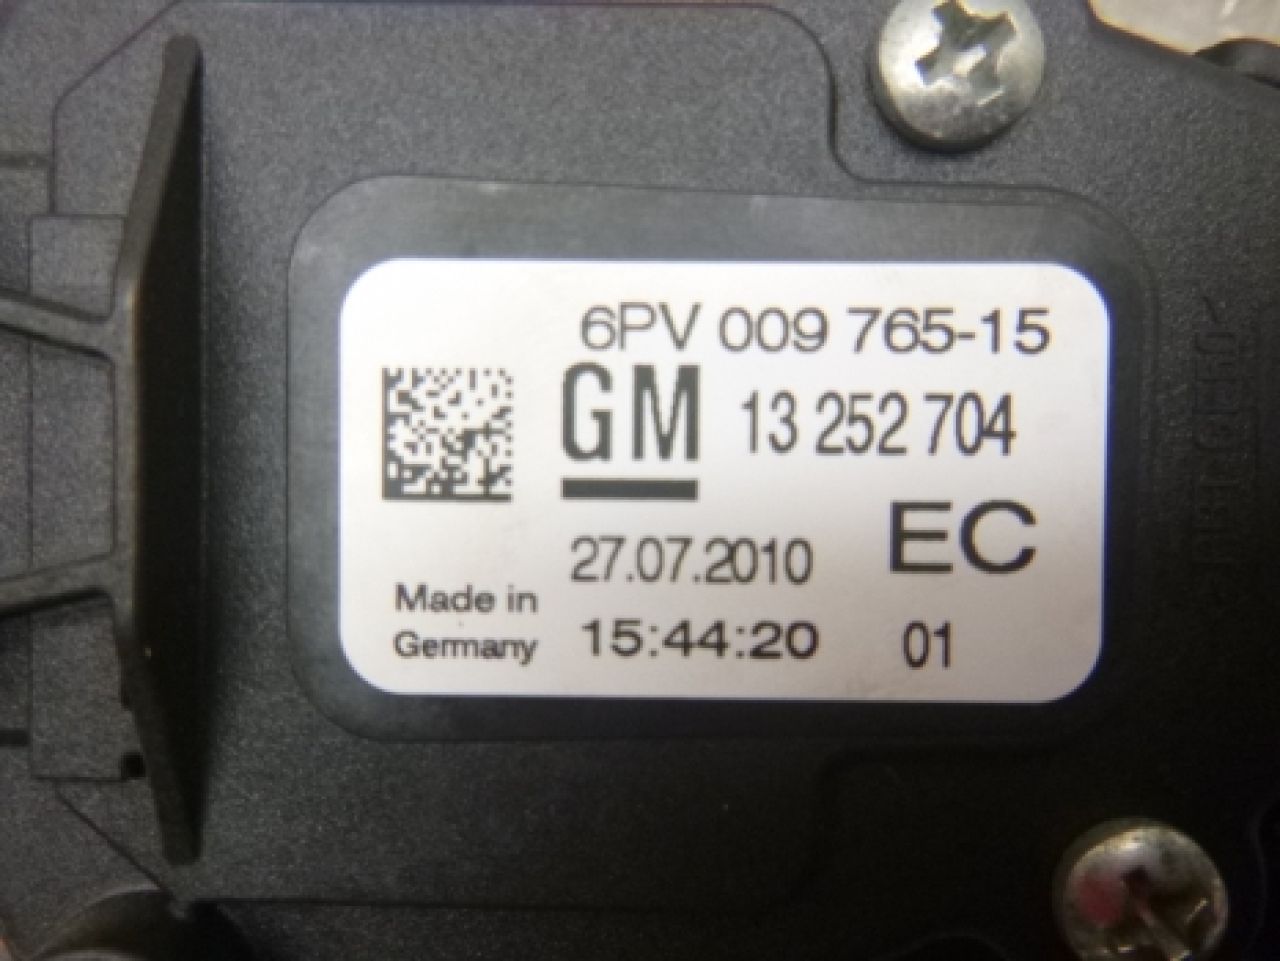 6PV 009 765-15
GM 13 252 704
EC
27.07.2010
Made in
Germany
15:44:20
01